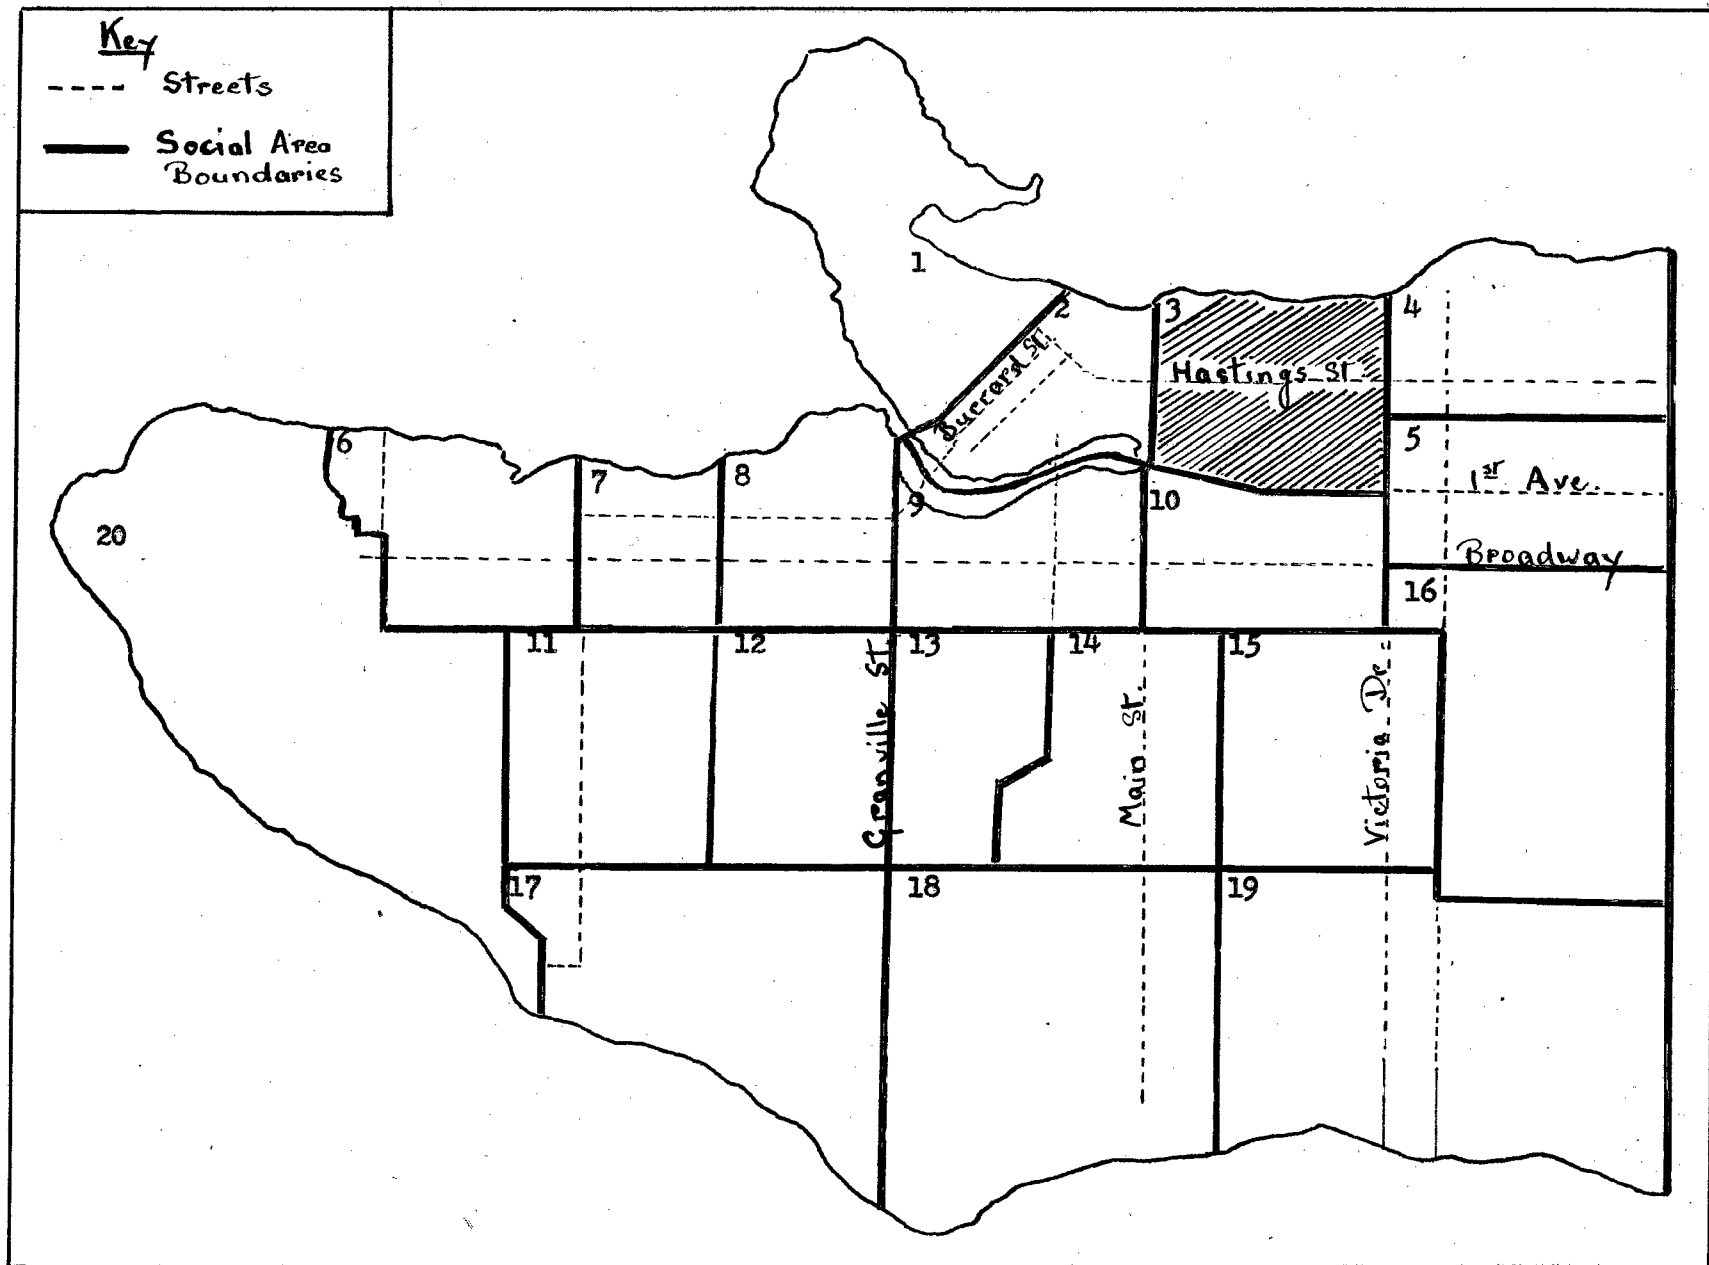 Key
Streets
Social Area
Boundaries
1
2
3
4
Burrard St.
Hastings St
5
6
7
8
9
10
1st Ave.
20
Broadway
16
11
12
13
14
15
Granville St.
Main St.
Victoria Dr.
17
18
19